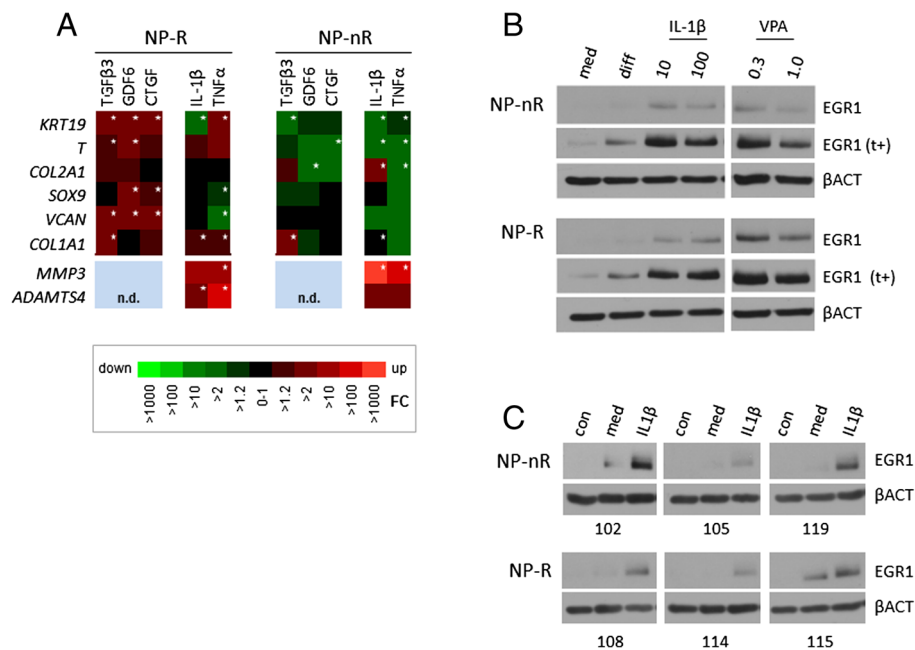 A
NP-R
NP-nR
TGFβ3 GDF6 CTGF IL-1β TNFα
TGFβ3 GDF6 CTGF IL-1β TNFα
KRT19
T
COL2A1
SOX9
VCAN
COL1A1
MMP3
ADAMTS4
n.d.
n.d.
down
up
>1000 >100 >10 >2 >1.2 0-1 >1.2 >2 >10 >100 >1000
FC
B
IL-1β VPA
med diff 10 100 0.3 1.0
NP-nR
EGR1
EGR1 (t+)
βACT
NP-R
EGR1
EGR1 (t+)
βACT
C
con med IL1β con med IL1β con med IL1β
NP-nR
EGR1
βACT
102 105 119
NP-R
EGR1
βACT
108 114 115